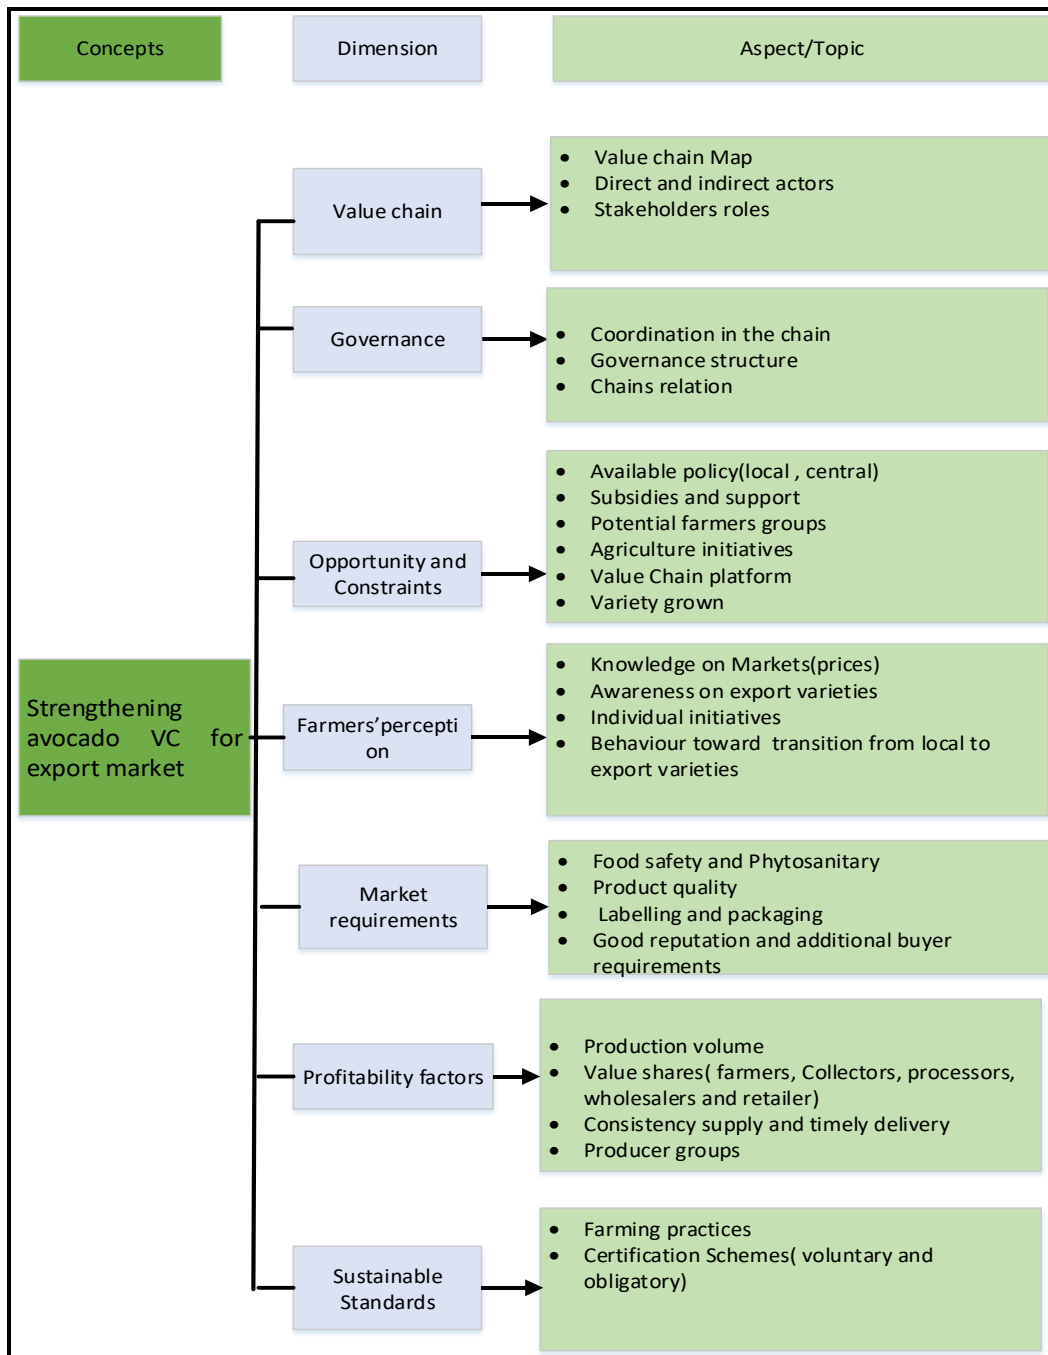 Concepts
Dimension
Aspect/Topic
Value chain
• Value chain Map
• Direct and indirect actors
• Stakeholders roles
Governance
• Coordination in the chain
• Governance structure
• Chains relation
Opportunity and
Constraints
• Available policy(local , central)
• Subsidies and support
• Potential farmers groups
• Agriculture initiatives
• Value Chain platform
• Variety grown
Strengthening
avocado VC for
export market
Farmers'percepti
on
• Knowledge on Markets(prices)
• Awareness on export varieties
• Individual initiatives
• Behaviour toward transition from local to
export varieties
Market
requirements
• Food safety and Phytosanitary
• Product quality
• Labelling and packaging
• Good reputation and additional buyer
requirements
Profitability factors
• Production volume
• Value shares( farmers, Collectors, processors,
wholesalers and retailer)
• Consistency supply and timely delivery
• Producer groups
Sustainable
Standards
• Farming practices
• Certification Schemes( voluntary and
obligatory)